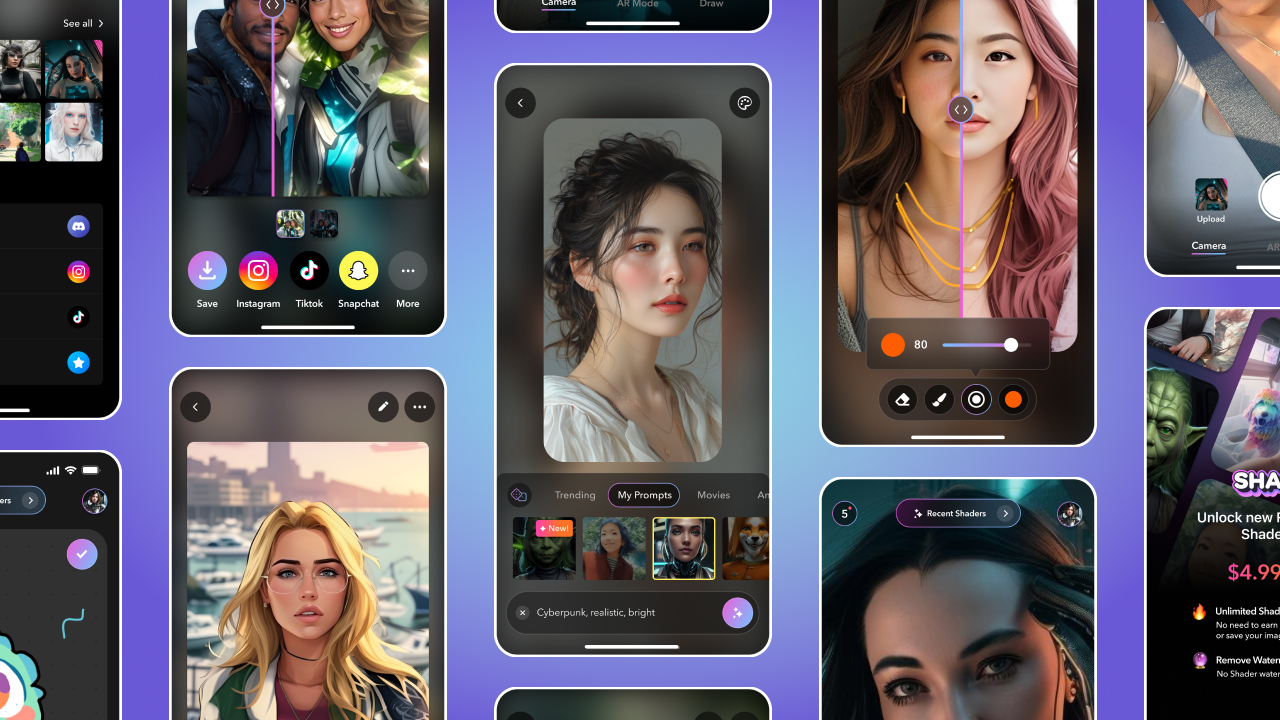 See all
ers
Save
Instagram
Tiktok
Snapchat
More
Camera
AR Mode
Draw
Trending
My Prompts
Movies
An
New!
Cyberpunk, realistic, bright
80
5
Recent Shaders
Upload
Camera
AR
SHA
Unlock new F
Shade
$4.99
Unlimited Shad
No need to earn
or save your imag
Remove Water
No Shader water